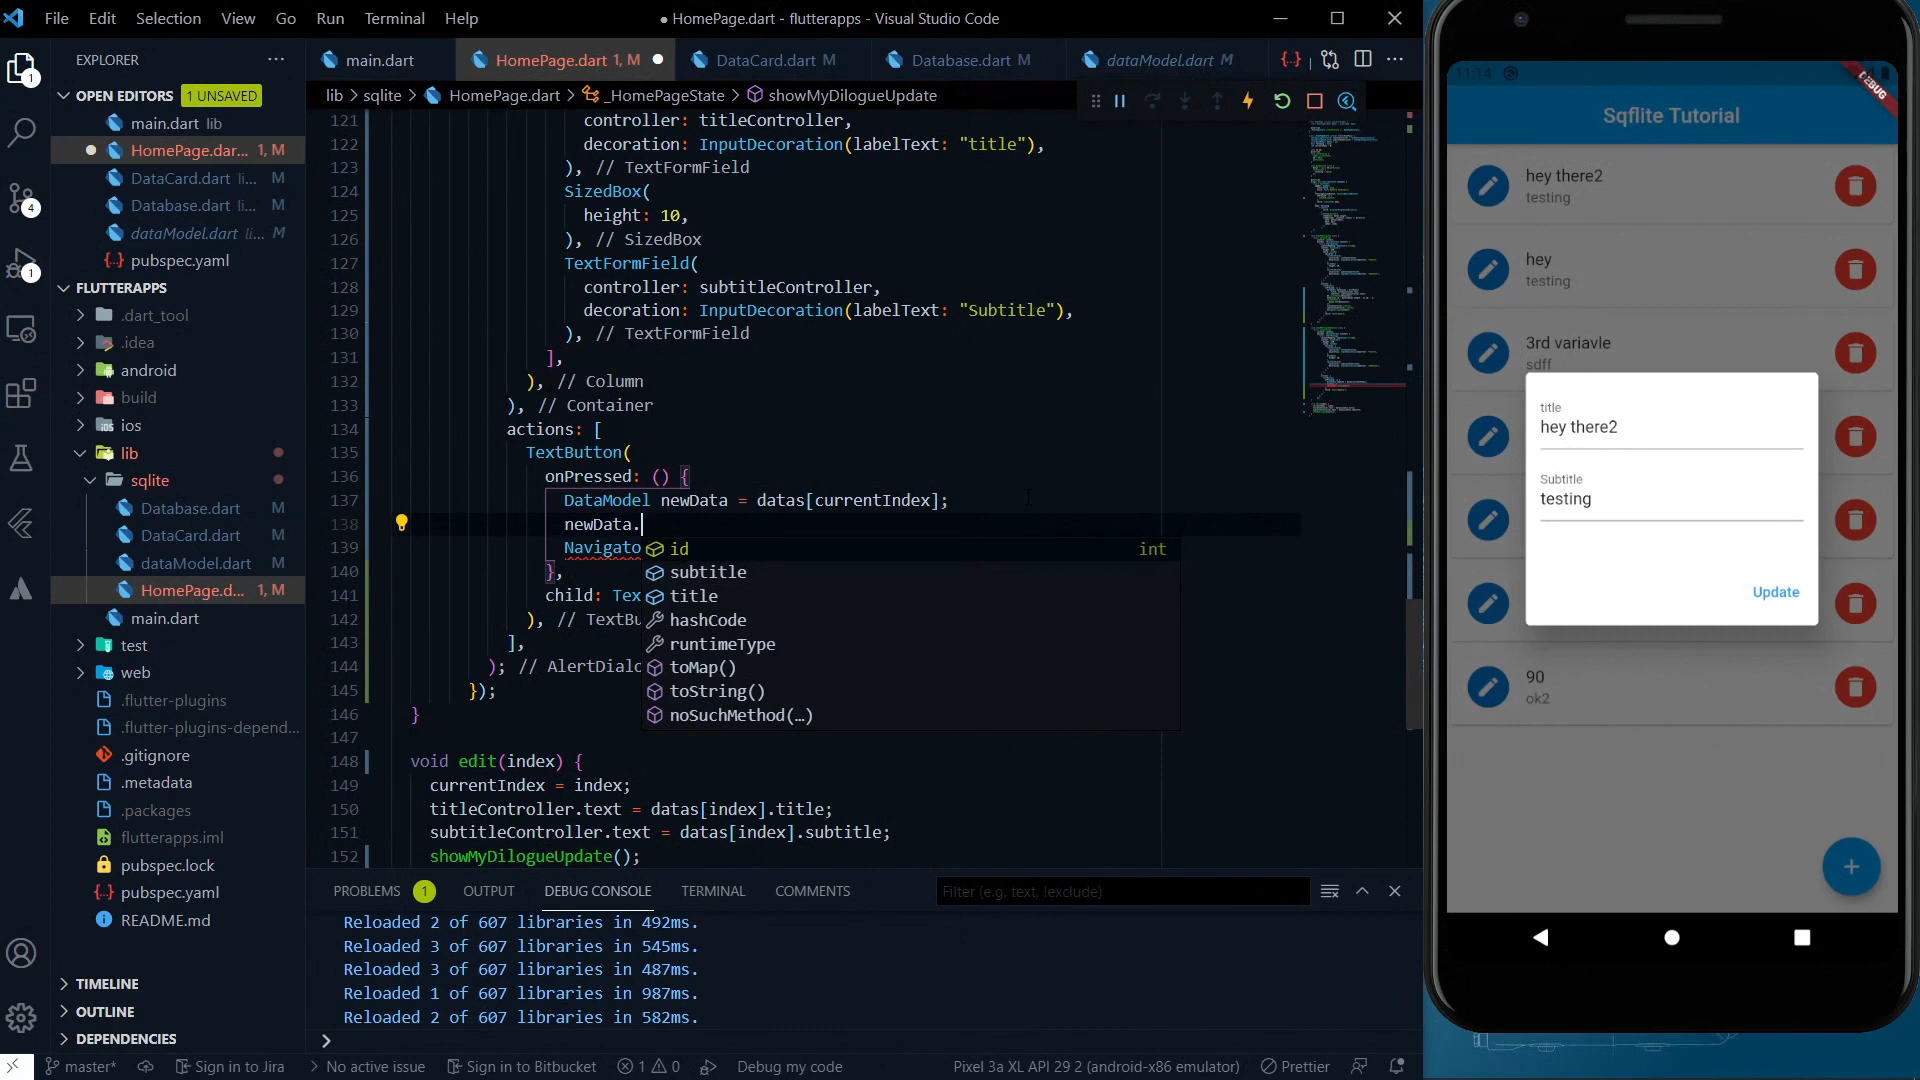 File Edit Selection View Go Run Terminal Help
● HomePage.dart - flutterapps - Visual Studio Code
EXPLORER
OPEN EDITORS 1 UNSAVED
main.dart lib
HomePage.dar... 1, M
DataCard.dart li... M
Database.dart li... M
dataModel.dart li... M
pubspec.yaml
FLUTTERAPPS
.dart_tool
.idea
android
build
ios
lib
sqlite
Database.dart
DataCard.dart
dataModel.dart
HomePage.d... 1, M
main.dart
test
web
.flutter-plugins
.flutter-plugins-depend...
.gitignore
.metadata
.packages
flutterapps.iml
pubspec.lock
pubspec.yaml
README.md
TIMELINE
OUTLINE
DEPENDENCIES
main.dart HomePage.dart 1, M DataCard.dart M Database.dart M dataModel.dart M
lib > sqlite > HomePage.dart > _HomePageState > showMyDilogueUpdate
121 controller: titleController,
122 decoration: InputDecoration(labelText: "title"),
123 ), // TextFormField
124 SizedBox(
125 height: 10,
126 ), // SizedBox
127 TextFormField(
128 controller: subtitleController,
129 decoration: InputDecoration(labelText: "Subtitle"),
130 ), // TextFormField
131 ],
132 ), // Column
133 ), // Container
134 actions: [
135 TextButton(
136 onPressed: () {
137 DataModel newData = datas[currentIndex];
138 newData.
139 Navigato
140 },
141 child: Tex
142 ), // TextBu
143 ],
144 ); // AlertDialo
145 });
146 }
147
148 void edit(index) {
149 currentIndex = index;
150 titleController.text = datas[index].title;
151 subtitleController.text = datas[index].subtitle;
152 showMyDilogueUpdate();
id int
subtitle
title
hashCode
runtimeType
toMap()
toString()
noSuchMethod(…)
PROBLEMS 1 OUTPUT DEBUG CONSOLE TERMINAL COMMENTS
Filter (e.g. text, !exclude)
Reloaded 2 of 607 libraries in 492ms.
Reloaded 3 of 607 libraries in 545ms.
Reloaded 3 of 607 libraries in 487ms.
Reloaded 1 of 607 libraries in 987ms.
Reloaded 2 of 607 libraries in 582ms.
master* Sign in to Jira No active issue Sign in to Bitbucket 1 0 Debug my code Pixel 3a XL API 29 2 (android-x86 emulator) Prettier
1
4
1
11:14
DEBUG
Sqflite Tutorial
hey there2
testing
hey
testing
3rd variavle
sdff
title
hey there2
Subtitle
testing
Update
90
ok2